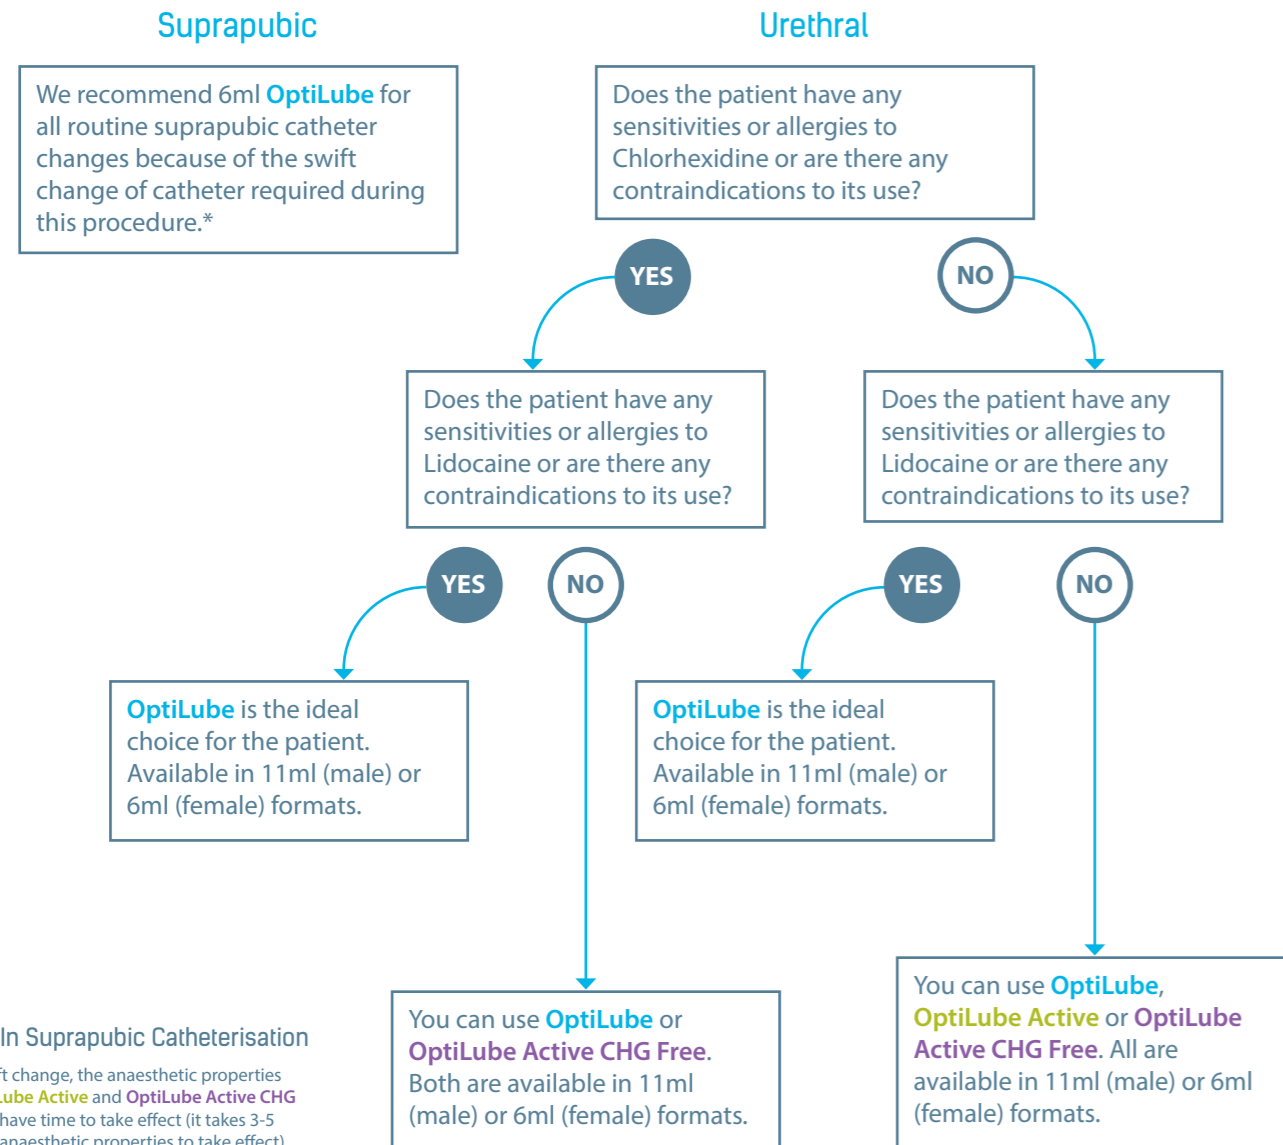 Suprapubic
Urethral
We recommend 6ml OptiLube for
all routine suprapubic catheter
changes because of the swift
change of catheter required during
this procedure.*
Does the patient have any
sensitivities or allergies to
Chlorhexidine or are there any
contraindications to its use?
YES
NO
Does the patient have any
sensitivities or allergies to
Lidocaine or are there any
contraindications to its use?
Does the patient have any
sensitivities or allergies to
Lidocaine or are there any
contraindications to its use?
YES
NO
YES
NO
OptiLube is the ideal
choice for the patient.
Available in 11ml (male) or
6ml (female) formats.
OptiLube is the ideal
choice for the patient.
Available in 11ml (male) or
6ml (female) formats.
You can use OptiLube or
OptiLube Active CHG Free.
Both are available in 11ml
(male) or 6ml (female) formats.
You can use OptiLube,
OptiLube Active or OptiLube
Active CHG Free. All are
available in 11ml (male) or 6ml
(female) formats.
In Suprapubic Catheterisation
change, the anaesthetic properties
Active and OptiLube Active CHG
have time to take effect (it takes 3-5
anaesthetic properties to take effect)